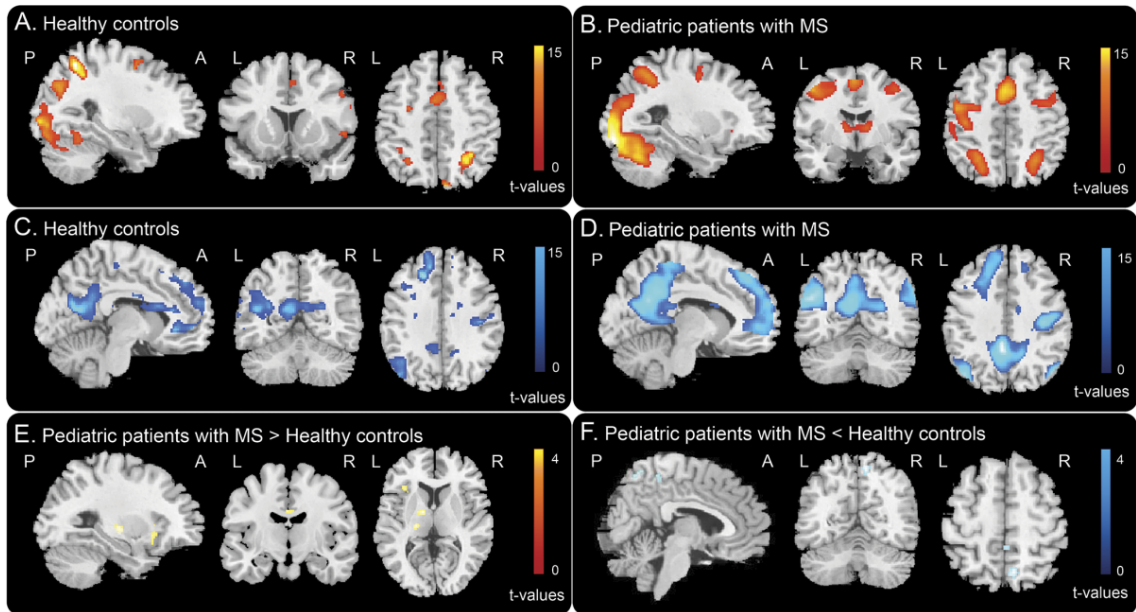 A. Healthy controls
P A L R L R
15
0
t-values
B. Pediatric patients with MS
P A L R L R
15
0
t-values
C. Healthy controls
P A L R L R
15
0
t-values
D. Pediatric patients with MS
P A L R L R
15
0
t-values
E. Pediatric patients with MS > Healthy controls
P A L R L R
4
0
t-values
F. Pediatric patients with MS < Healthy controls
P A L R L R
4
0
t-values